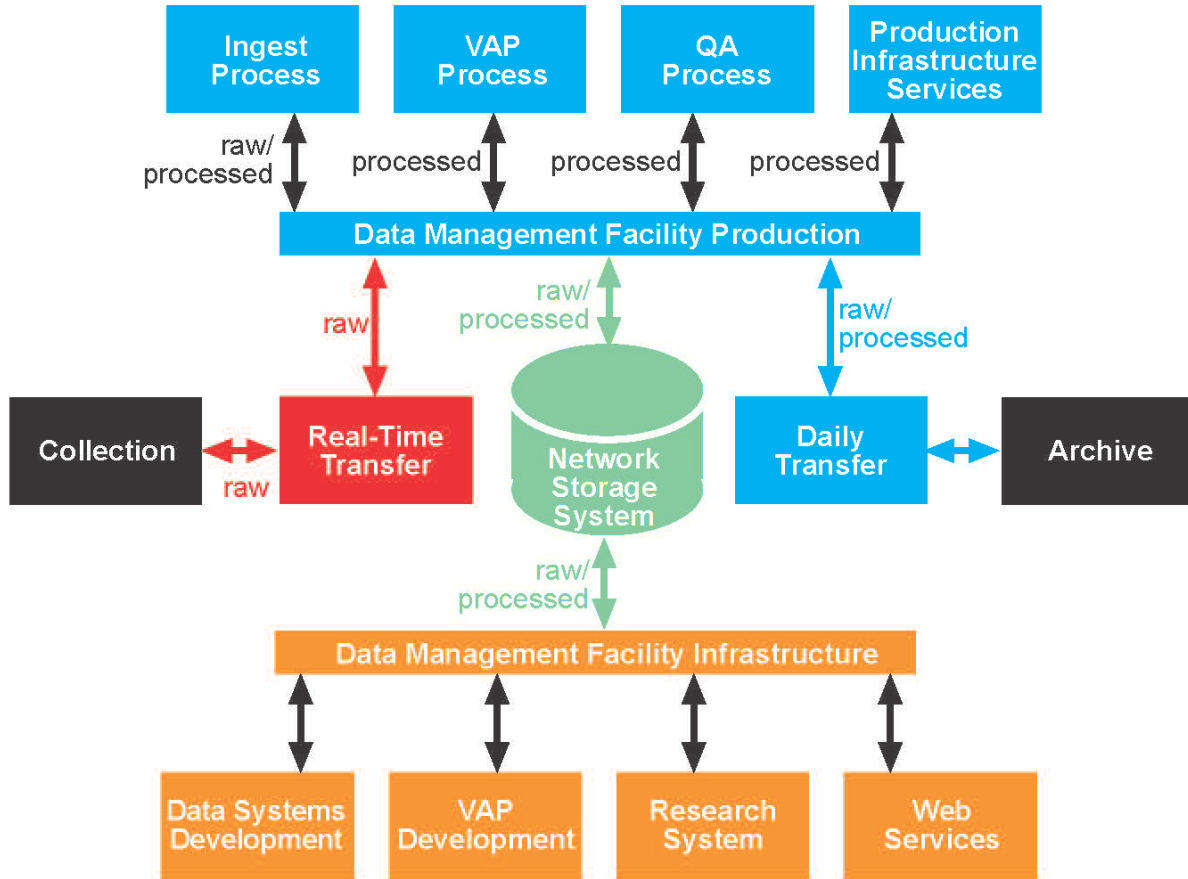 Ingest
Process
VAP
Process
QA
Process
Production
Infrastructure
Services
raw/
processed
processed
processed
processed
Data Management Facility Production
raw
raw/
processed
raw/
processed
Collection
raw
Real-Time
Transfer
Network
Storage
System
Daily
Transfer
Archive
raw/
processed
Data Management Facility Infrastructure
Data Systems
Development
VAP
Development
Research
System
Web
Services